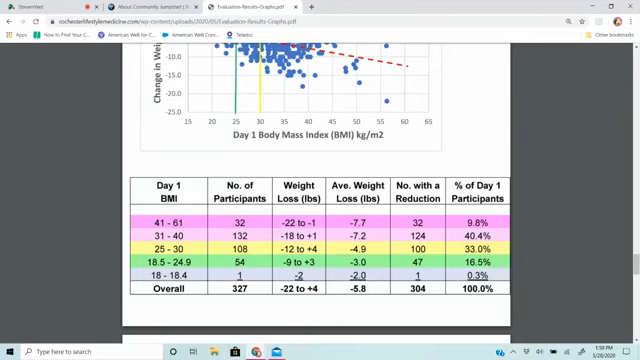 StreamYard
About Community Jumpstart |
Evaluation-Results-Graphs.pdf
rochesterlifestylemedicine.com/wp-content/uploads/2020/05/Evaluation-Results-Graphs.pdf
How to Find Your C...
American Well for C...
American Well Com...
Teladoc
Other bookmarks
Change in We
-10.0
-15.0
-20.0
-25.0
15 20 25 30 35 40 45 50 55 60 65
Day 1 Body Mass Index (BMI) kg/m2
Day 1 BMI No. of Participants Weight Loss (lbs) Ave. Weight Loss (lbs) No. with a Reduction % of Day 1 Participants
41 - 61 32 -22 to -1 -7.7 32 9.8%
31 - 40 132 -18 to +1 -7.2 124 40.4%
25 - 30 108 -12 to +4 -4.9 100 33.0%
18.5 - 24.9 54 -9 to +3 -3.0 47 16.5%
18 - 18.4 1 -2 -2.0 1 0.3%
Overall 327 -22 to +4 -5.8 304 100.0%
Type here to search
1:50 PM
5/28/2020